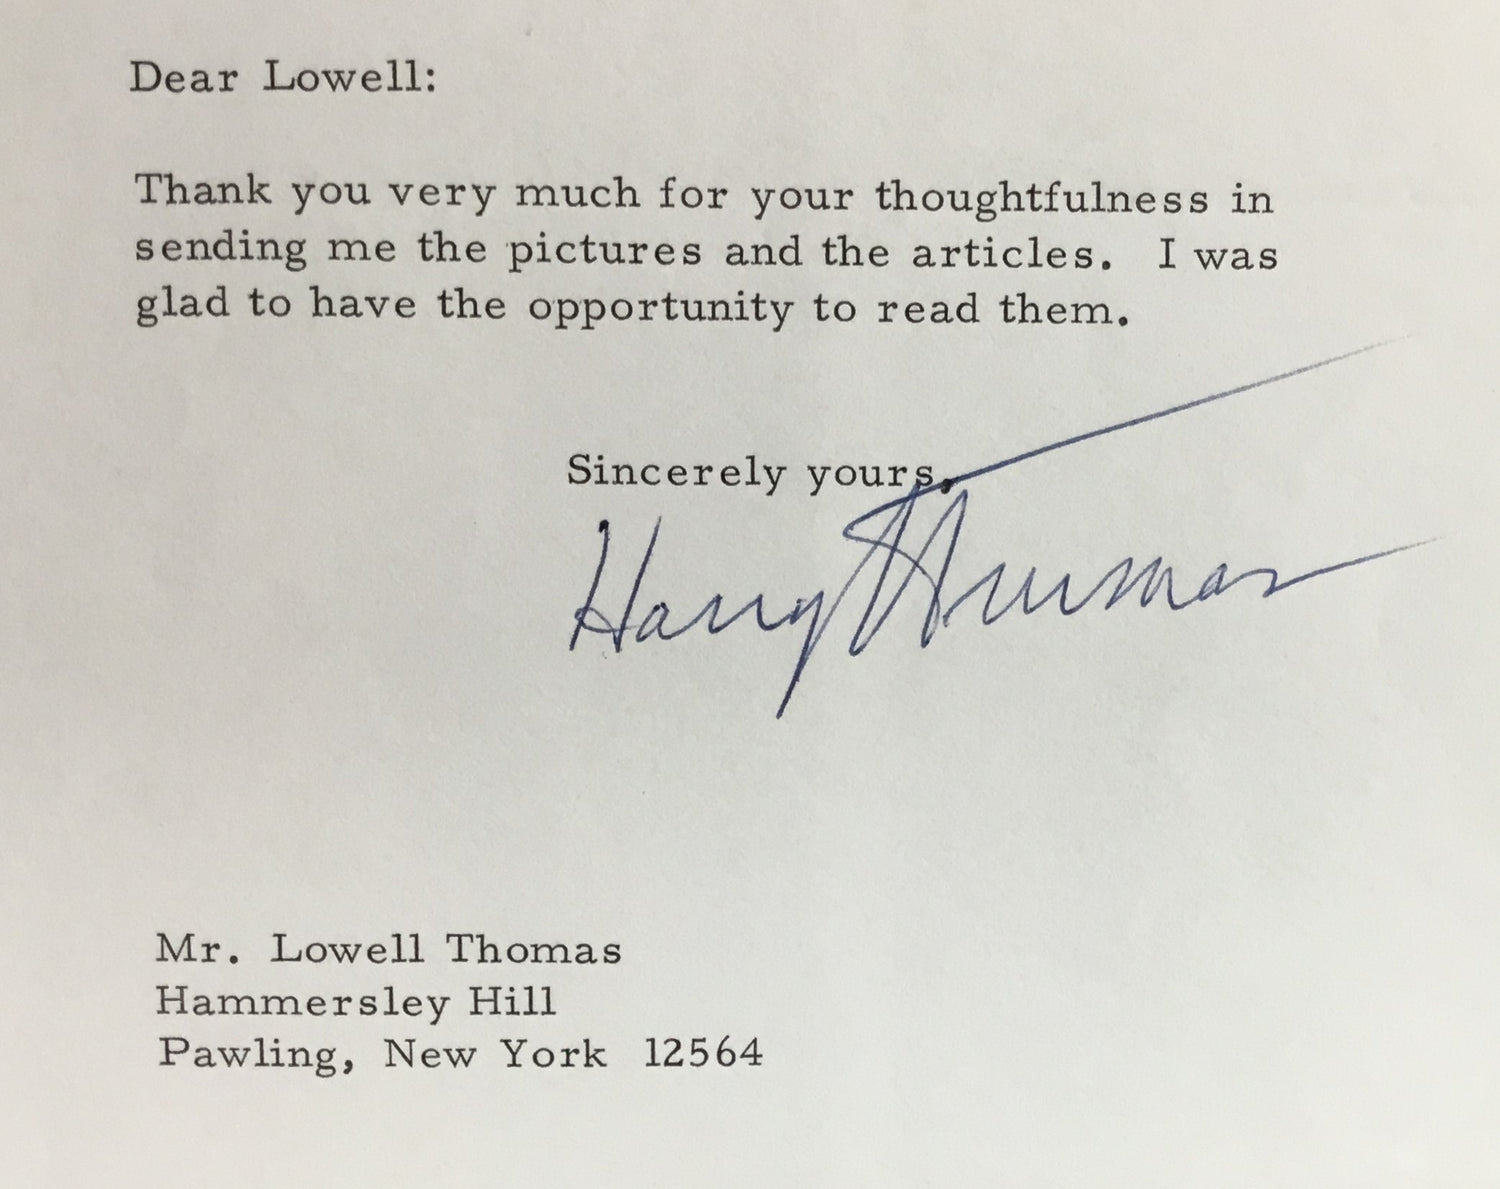 Dear Lowell:
Thank you very much for your thoughtfulness in
sending me the pictures and the articles. I was
glad to have the opportunity to read them.
Sincerely yours,
Harry Truman
Mr. Lowell Thomas
Hammersley Hill
Pawling, New York 12564